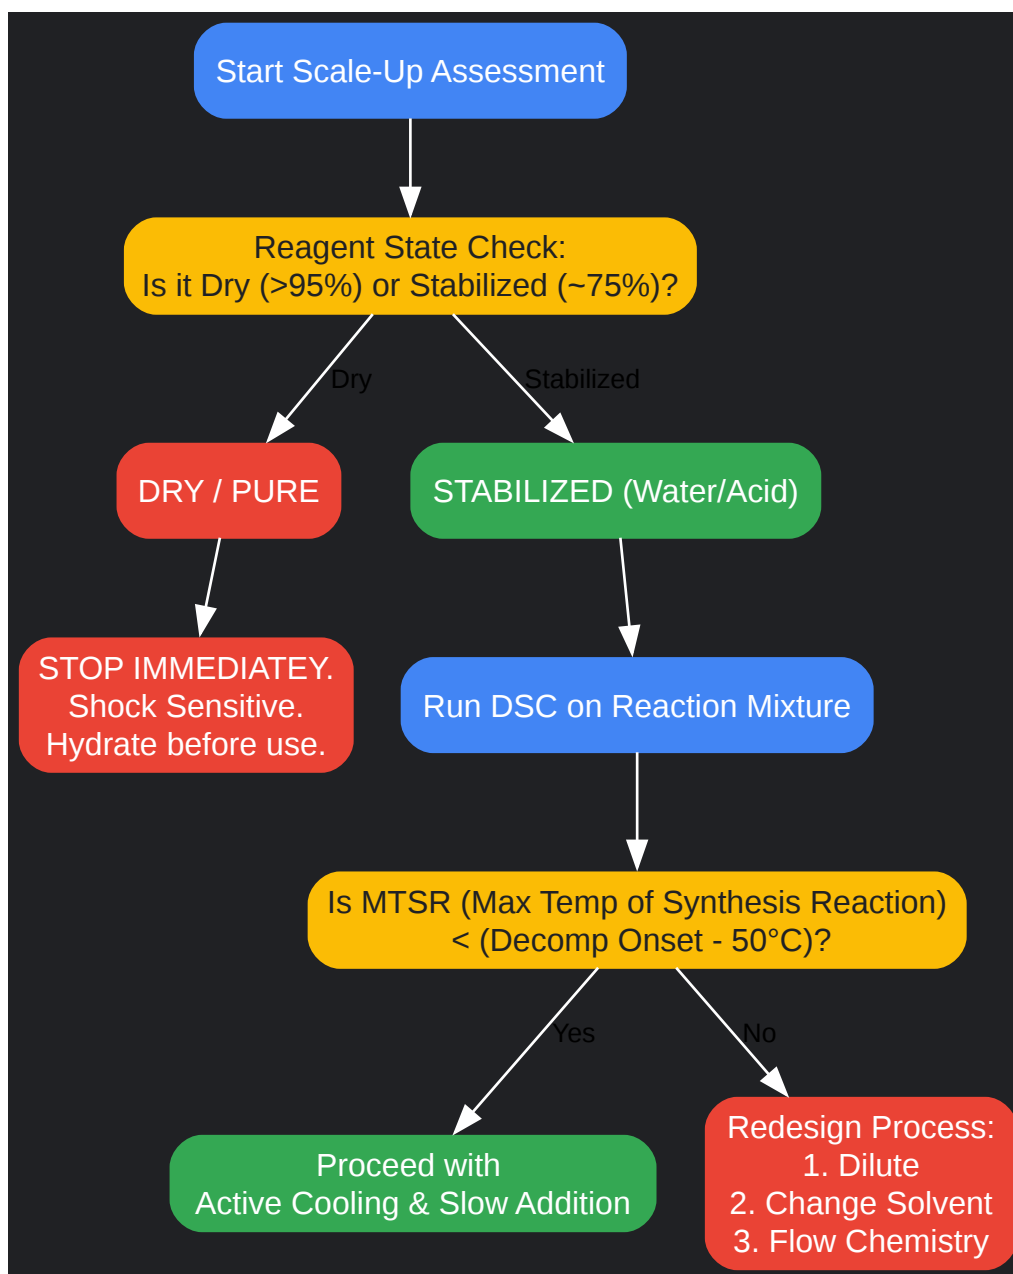 Start Scale-Up Assessment
Reagent State Check:
Is it Dry (>95%) or Stabilized (~75%)?
Dry
Stabilized
DRY / PURE
STABILIZED (Water/Acid)
STOP IMMEDIATEY.
Shock Sensitive.
Hydrate before use.
Run DSC on Reaction Mixture
Is MTSR (Max Temp of Synthesis Reaction)
< (Decomp Onset - 50°C)?
Yes
No
Proceed with
Active Cooling & Slow Addition
Redesign Process:
1. Dilute
2. Change Solvent
3. Flow Chemistry